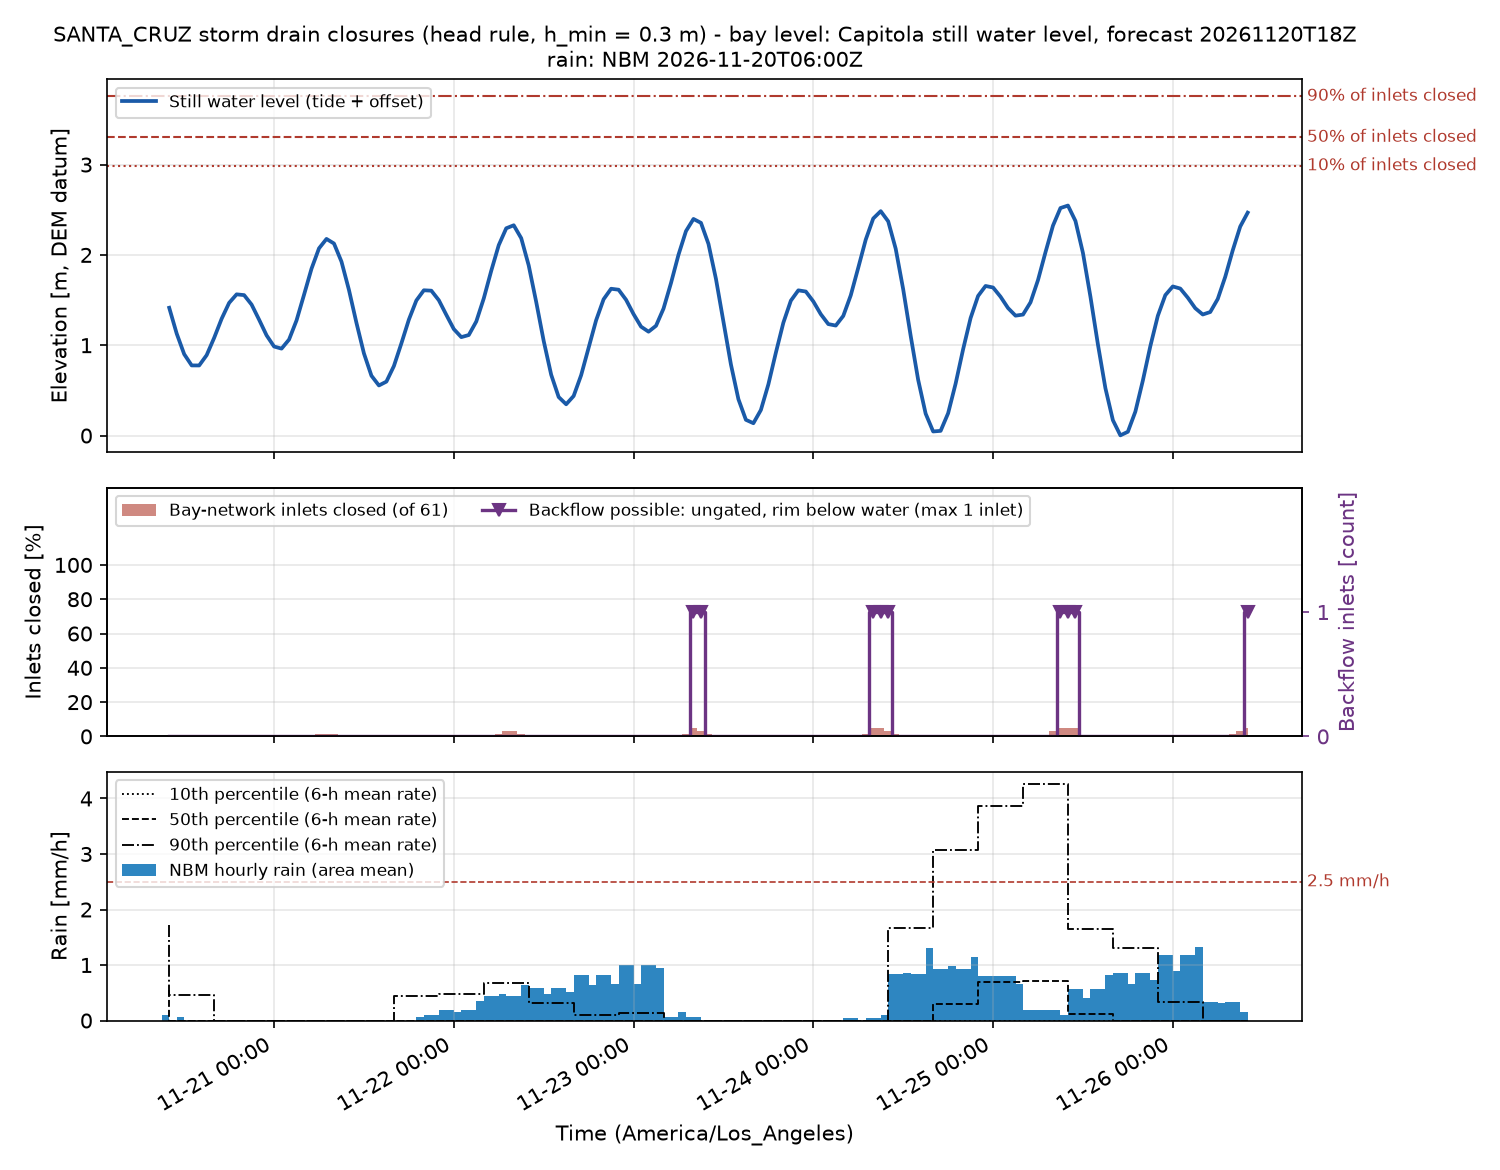 SANTA_CRUZ storm drain closures (head rule, h_min = 0.3 m) - bay level: Capitola still water level, forecast 20261120T18Z
rain: NBM 2026-11-20T06:00Z
Still water level (tide + offset)
90% of inlets closed
50% of inlets closed
10% of inlets closed
Elevation [m, DEM datum]
3
2
1
0
Bay-network inlets closed (of 61)
Backflow possible: ungated, rim below water (max 1 inlet)
Inlets closed [%]
100
80
60
40
20
0
Backflow inlets [count]
1
0
10th percentile (6-h mean rate)
50th percentile (6-h mean rate)
90th percentile (6-h mean rate)
NBM hourly rain (area mean)
2.5 mm/h
Rain [mm/h]
4
3
2
1
0
11-21 00:00
11-22 00:00
11-23 00:00
11-24 00:00
11-25 00:00
11-26 00:00
Time (America/Los_Angeles)